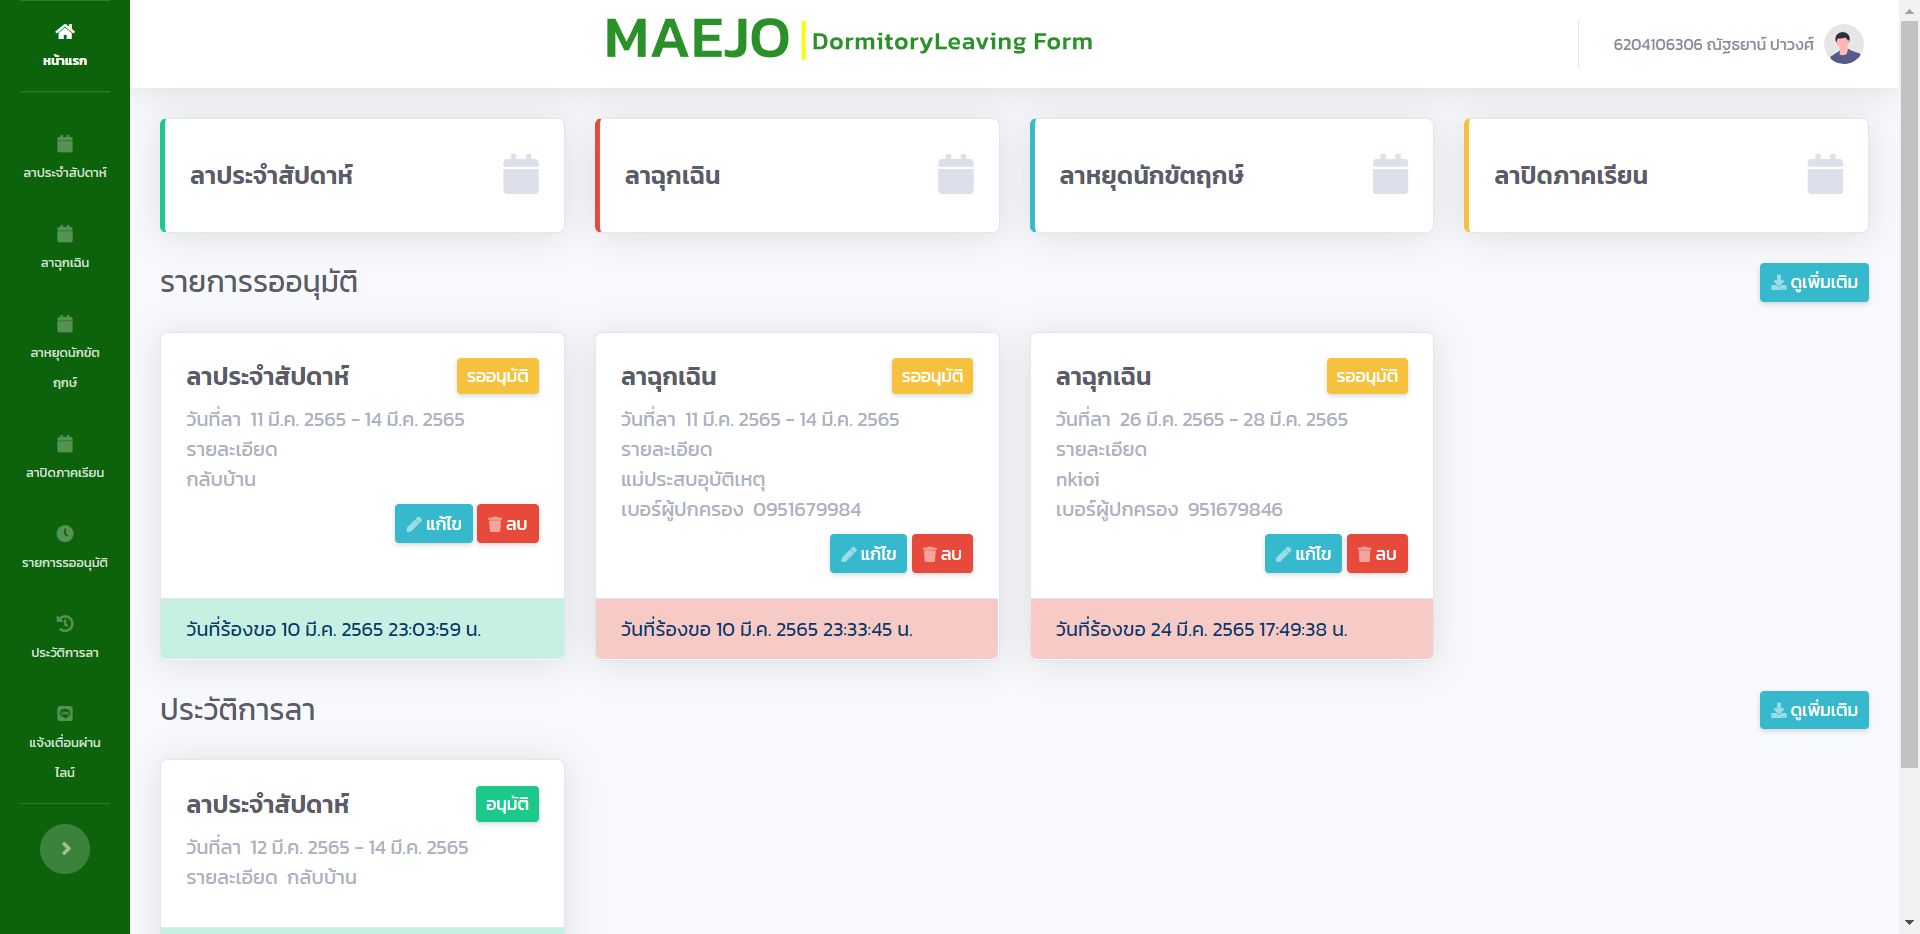 หน้าแรก
ลาประจำสัปดาห์
ลาฉุกเฉิน
ลาหยุดนักขัต
ฤกษ์
ลาปิดภาคเรียน
รายการรออนุมัติ
ประวัติการลา
แจ้งเตื่อนผ่าน
ไลน์
MAEJO DormitoryLeaving Form
6204106306 ณัฐธยาน์ ปาวงศ์
ลาประจำสัปดาห์
ลาฉุกเฉิน
ลาหยุดนักขัตฤกษ์
ลาปิดภาคเรียน
รายการรออนุมัติ
ดูเพิ่มเติม
ลาประจำสัปดาห์
รออนุมัติ
วันที่ลา 11 มี.ค. 2565 - 14 มี.ค. 2565
รายละเอียด
กลับบ้าน
แก้ไข ลบ
วันที่ร้องขอ 10 มี.ค. 2565 23:03:59 น.
ลาฉุกเฉิน
รออนุมัติ
วันที่ลา 11 มี.ค. 2565 - 14 มี.ค. 2565
รายละเอียด
แม่ประสบอุบัติเหตุ
เบอร์ผู้ปกครอง 0951679984
แก้ไข ลบ
วันที่ร้องขอ 10 มี.ค. 2565 23:33:45 น.
ลาฉุกเฉิน
รออนุมัติ
วันที่ลา 26 มี.ค. 2565 - 28 มี.ค. 2565
รายละเอียด
nkioi
เบอร์ผู้ปกครอง 951679846
แก้ไข ลบ
วันที่ร้องขอ 24 มี.ค. 2565 17:49:38 น.
ประวัติการลา
ดูเพิ่มเติม
ลาประจำสัปดาห์
อนุมัติ
วันที่ลา 12 มี.ค. 2565 - 14 มี.ค. 2565
รายละเอียด กลับบ้าน